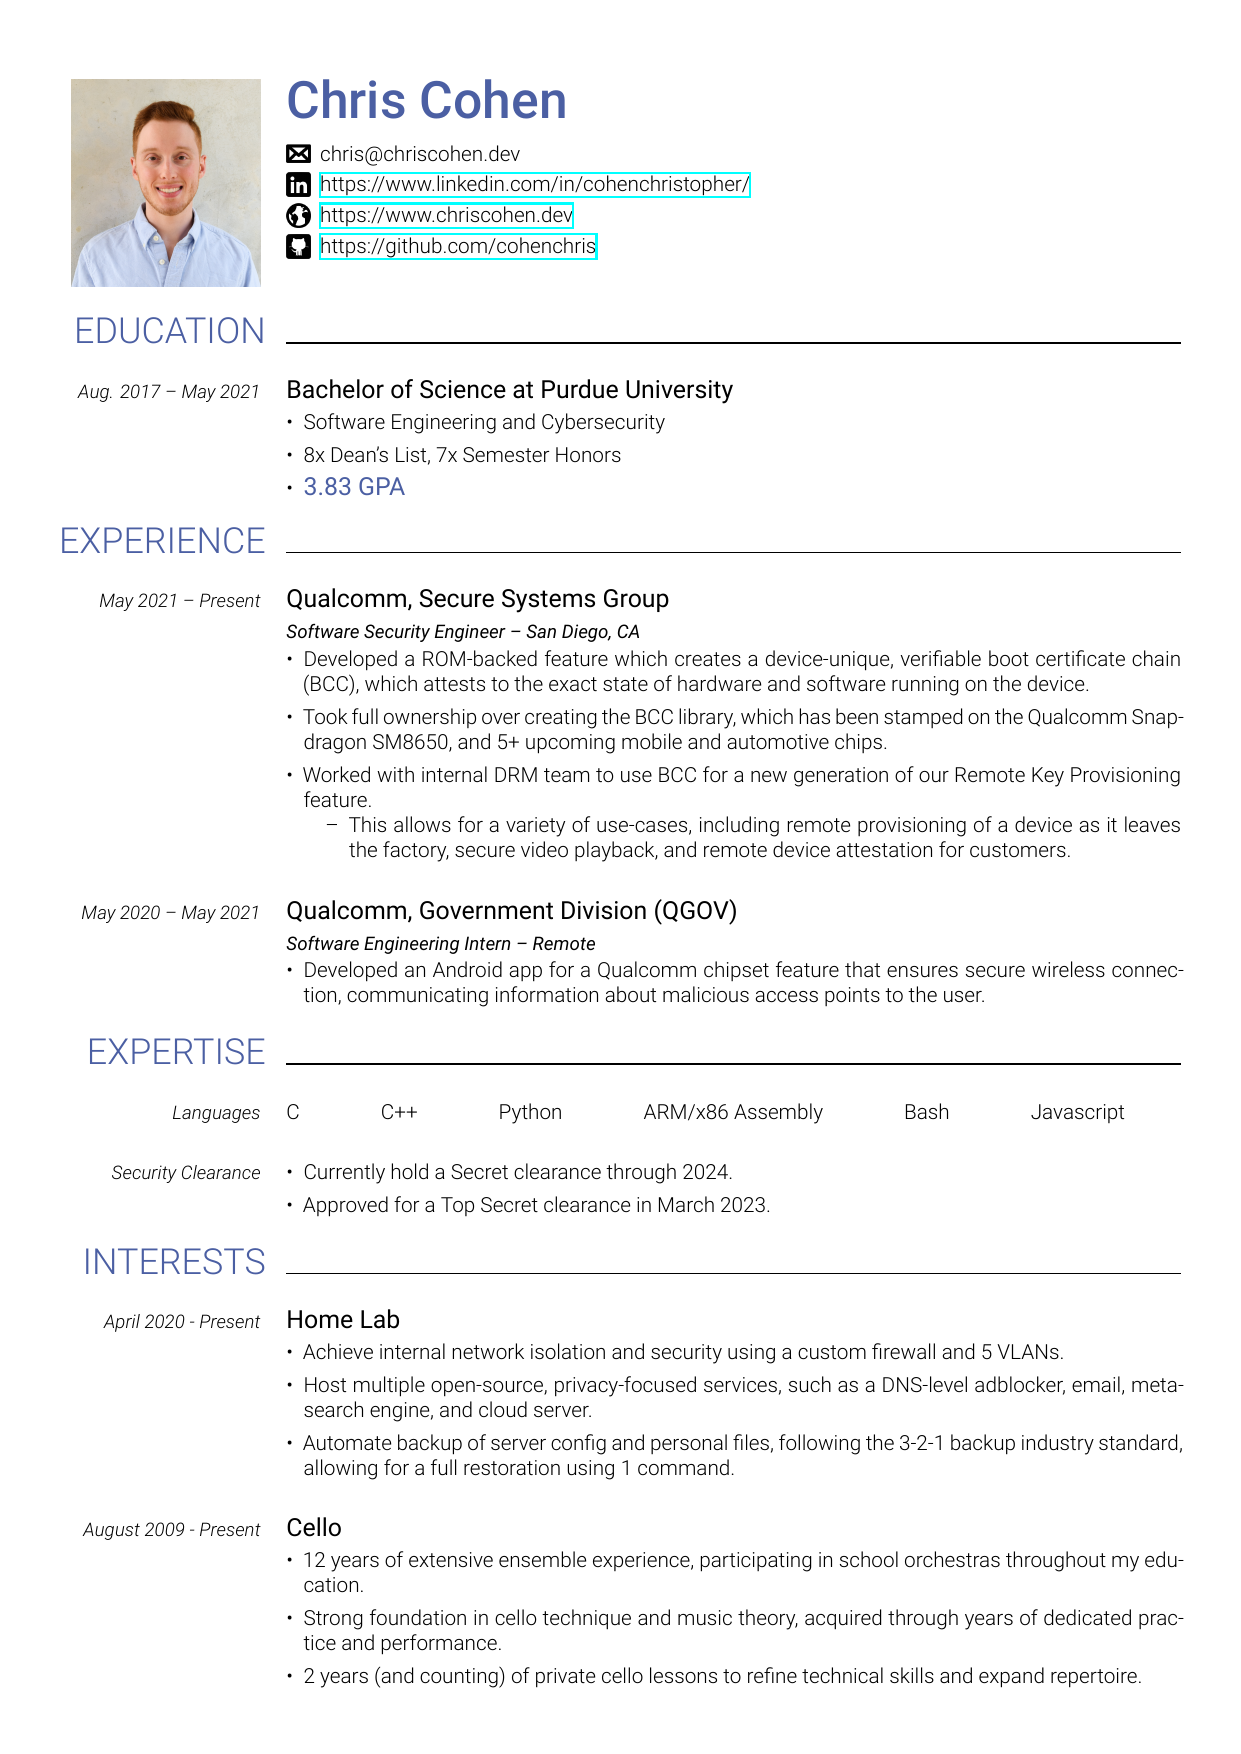 Chris Cohen
chris@chriscohen.dev
https://www.linkedin.com/in/cohenchristopher/
https://www.chriscohen.dev
https://github.com/cohenchris
EDUCATION
Aug. 2017 – May 2021 Bachelor of Science at Purdue University
• Software Engineering and Cybersecurity
• 8x Dean’s List, 7x Semester Honors
• 3.83 GPA
EXPERIENCE
May 2021 – Present Qualcomm, Secure Systems Group
Software Security Engineer – San Diego, CA
• Developed a ROM-backed feature which creates a device-unique, verifiable boot certificate chain
(BCC), which attests to the exact state of hardware and software running on the device.
• Took full ownership over creating the BCC library, which has been stamped on the Qualcomm Snap-
dragon SM8650, and 5+ upcoming mobile and automotive chips.
• Worked with internal DRM team to use BCC for a new generation of our Remote Key Provisioning
feature.
– This allows for a variety of use-cases, including remote provisioning of a device as it leaves
the factory, secure video playback, and remote device attestation for customers.
May 2020 – May 2021 Qualcomm, Government Division (QGOV)
Software Engineering Intern – Remote
• Developed an Android app for a Qualcomm chipset feature that ensures secure wireless connec-
tion, communicating information about malicious access points to the user.
EXPERTISE
Languages C C++ Python ARM/x86 Assembly Bash Javascript
Security Clearance • Currently hold a Secret clearance through 2024.
• Approved for a Top Secret clearance in March 2023.
INTERESTS
April 2020 - Present Home Lab
• Achieve internal network isolation and security using a custom firewall and 5 VLANs.
• Host multiple open-source, privacy-focused services, such as a DNS-level adblocker, email, meta-
search engine, and cloud server.
• Automate backup of server config and personal files, following the 3-2-1 backup industry standard,
allowing for a full restoration using 1 command.
August 2009 - Present Cello
• 12 years of extensive ensemble experience, participating in school orchestras throughout my edu-
cation.
• Strong foundation in cello technique and music theory, acquired through years of dedicated prac-
tice and performance.
• 2 years (and counting) of private cello lessons to refine technical skills and expand repertoire.